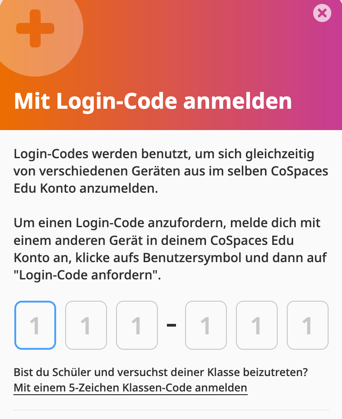 Mit Login-Code anmelden
Login-Codes werden benutzt, um sich gleichzeitig
von verschiedenen Geräten aus im selben CoSpaces
Edu Konto anzumelden.
Um einen Login-Code anzufordern, melde dich mit
einem anderen Gerät in deinem CoSpaces Edu
Konto an, klicke aufs Benutzersymbol und dann auf
"Login-Code anfordern".
1 1 1 - 1 1 1
Bist du Schüler und versuchst deiner Klasse beizutreten?
Mit einem 5-Zeichen Klassen-Code anmelden